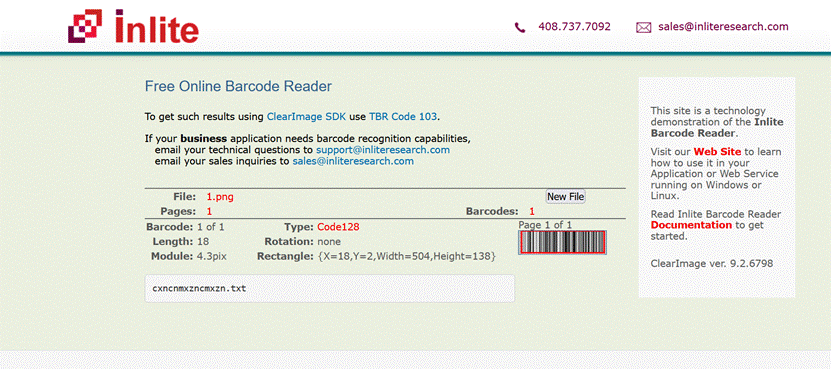 inlite
408.737.7092
sales@inliteresearch.com
Free Online Barcode Reader
To get such results using ClearImage SDK use TBR Code 103.
If your business application needs barcode recognition capabilities,
email your technical questions to support@inliteresearch.com
email your sales inquiries to sales@inliteresearch.com
File: 1.png New File
Pages: 1 Barcodes: 1
Barcode: 1 of 1 Type: Code128 Page 1 of 1
Length: 18 Rotation: none
Module: 4.3pix Rectangle: {X=18,Y=2,Width=504,Height=138}
cxncnmxzncmxzn.txt
This site is a technology
demonstration of the Inlite
Barcode Reader.
Visit our Web Site to learn
how to use it in your
Application or Web Service
running on Windows or
Linux.
Read Inlite Barcode Reader
Documentation to get
started.
ClearImage ver. 9.2.6798